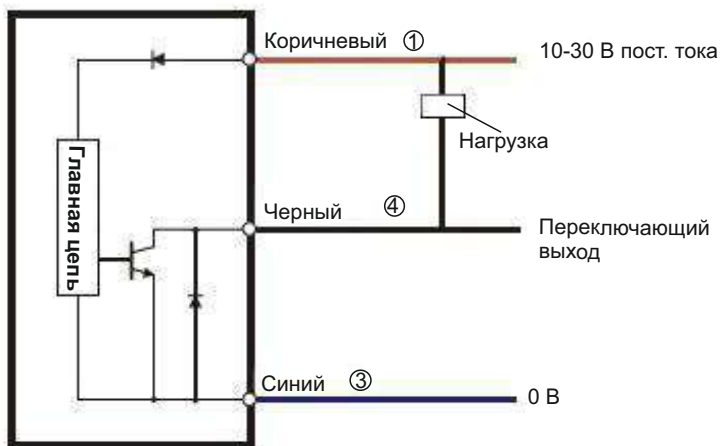 Коричневый ①
10-30 В пост. тока
Нагрузка
Главная цепь
Черный ④
Переключающий
выход
Синий ③
0 В